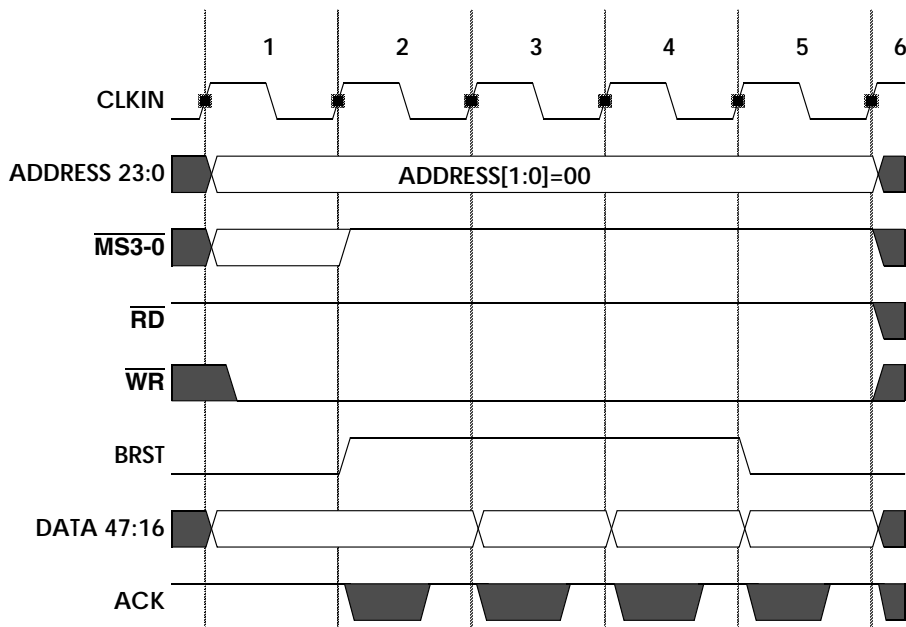 1 2 3 4 5 6
CLKIN
ADDRESS 23:0
ADDRESS[1:0]=00
MS3-0
RD
WR
BRST
DATA 47:16
ACK